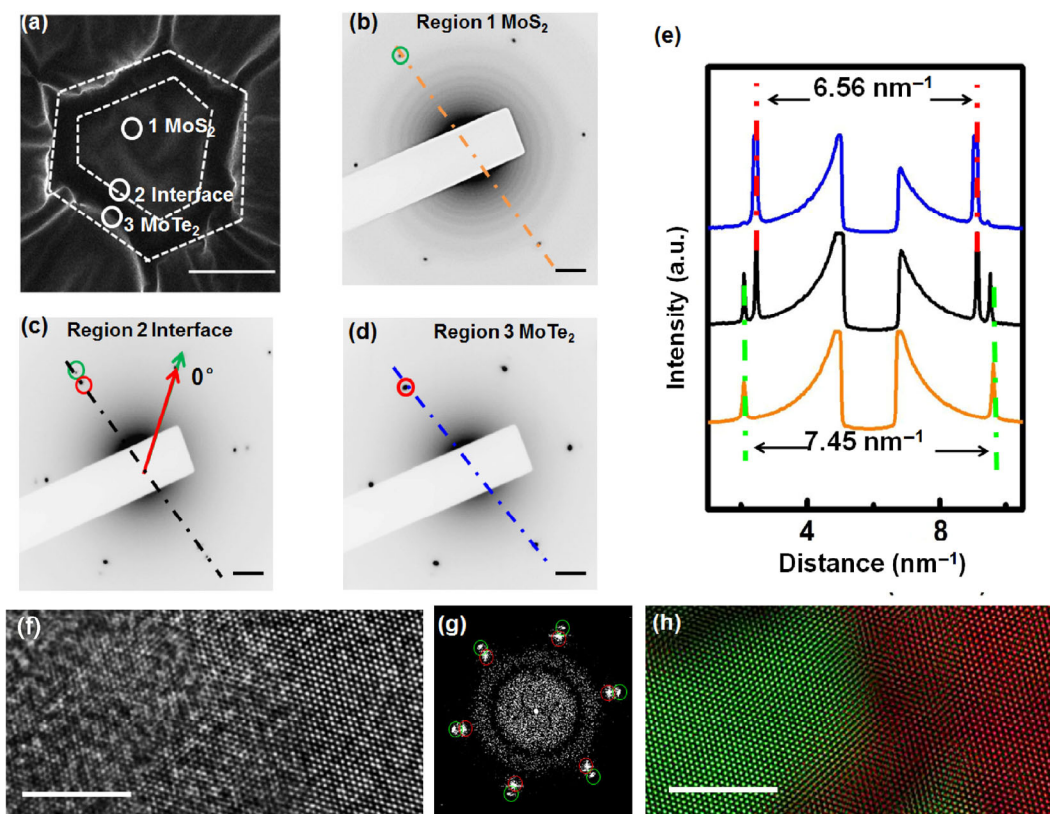 (a)
1 MoS₂
2 Interface
3 MoTe₂
(b)
Region 1 MoS₂
(c)
Region 2 Interface
0°
(d)
Region 3 MoTe₂
(e)
6.56 nm⁻¹
7.45 nm⁻¹
Intensity (a.u.)
4
8
Distance (nm⁻¹)
(f)
(g)
(h)